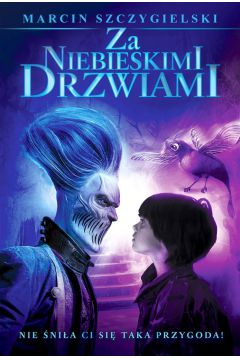 MARCIN SZCZYGIELSKI
Za
NIEBIESKIMI
DRZWIAMI
NIE ŚNIŁA CI SIĘ TAKA PRZYGODA!